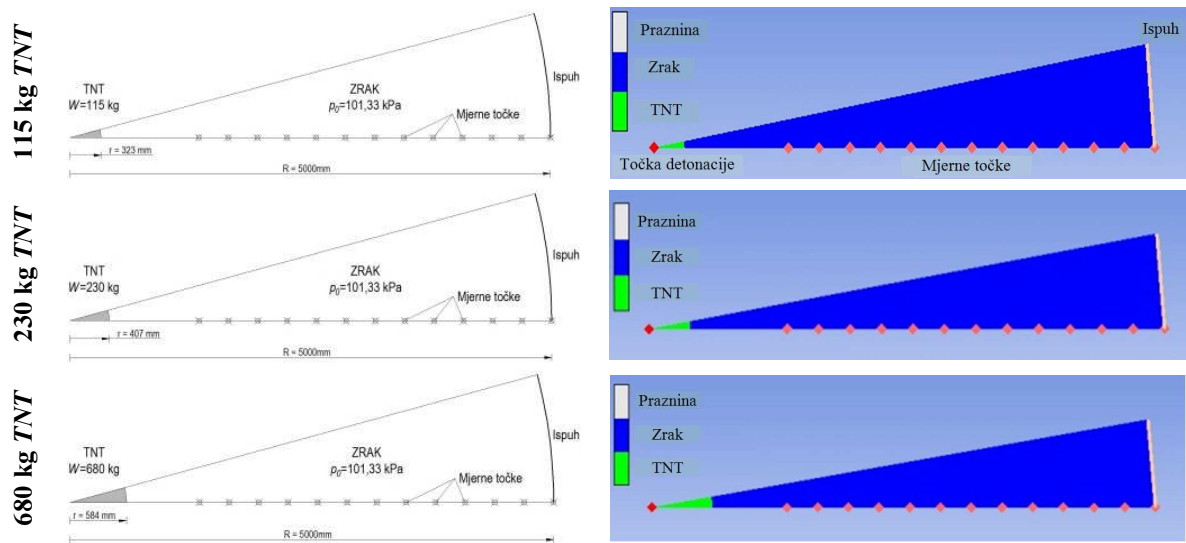 115 kg TNT
TNT
W=115 kg
ZRAK
p₀=101,33 kPa
Mjerne točke
Ispuh
r = 323 mm
R = 5000mm
Praznina
Zrak
TNT
Ispuh
Točka detonacije
Mjerne točke
230 kg TNT
TNT
W=230 kg
ZRAK
p₀=101,33 kPa
Mjerne točke
Ispuh
r = 407 mm
R = 5000mm
Praznina
Zrak
TNT
680 kg TNT
TNT
W=680 kg
ZRAK
p₀=101,33 kPa
Mjerne točke
Ispuh
r = 584 mm
R = 5000mm
Praznina
Zrak
TNT